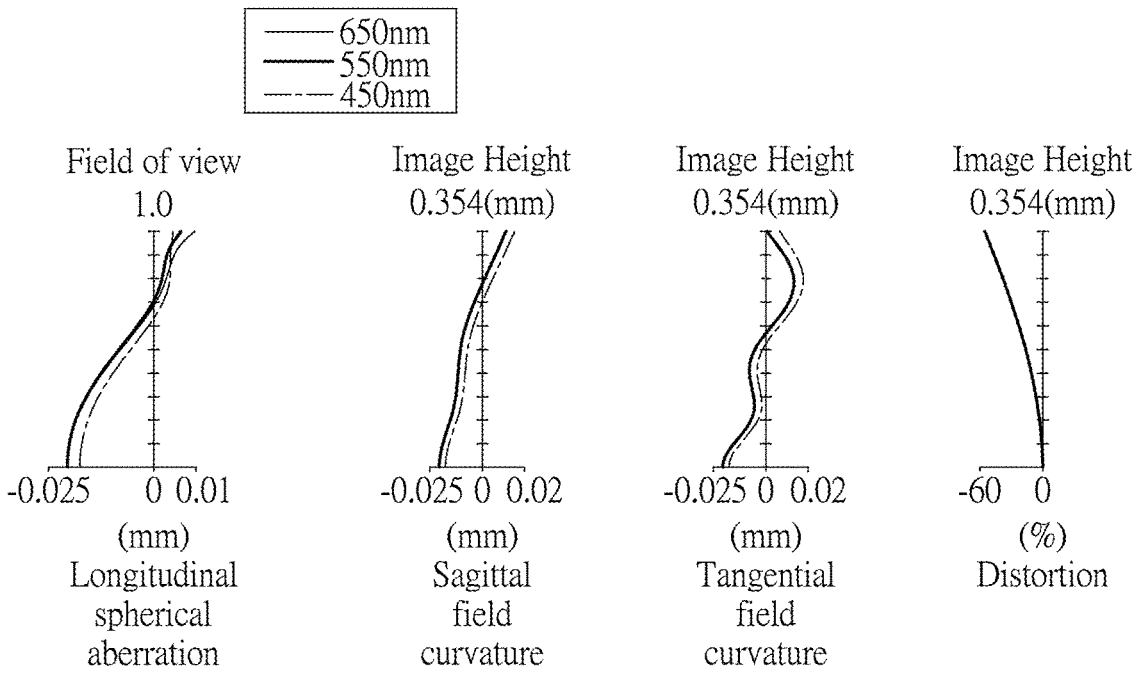 650nm
550nm
450nm
Field of view
1.0
Image Height
0.354(mm)
Image Height
0.354(mm)
Image Height
0.354(mm)
-0.025 0 0.01
-0.025 0 0.02
-0.025 0 0.02
-60 0
(mm)
Longitudinal
spherical
aberration
(mm)
Sagittal
field
curvature
(mm)
Tangential
field
curvature
(%)
Distortion